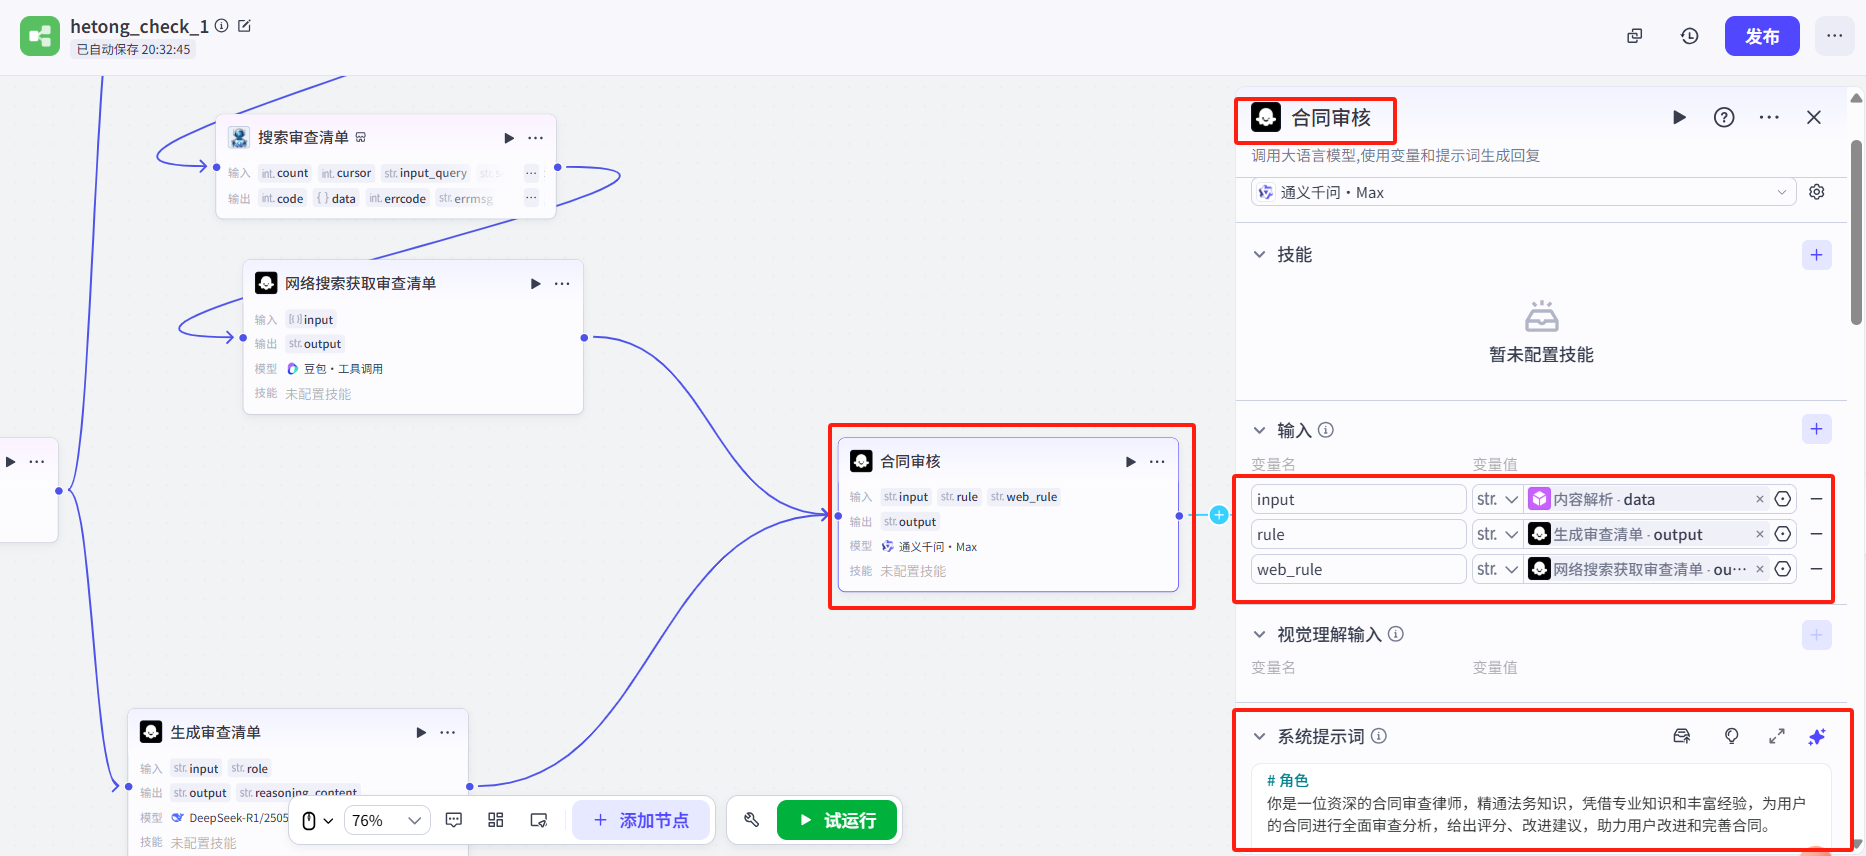 hetong_check_1
已自动保存 20:32:45
发布
搜索审查清单
输入 int. count int. cursor str. input_query
输出 int. code {} data int. errcode str. errmsg
网络搜索获取审查清单
输入 input
输出 str. output
模型 豆包·工具调用
技能 未配置技能
合同审核
输入 str. input str. rule str. web_rule
输出 str. output
模型 通义千问·Max
技能 未配置技能
生成审查清单
输入 str. input str. role
输出 str. output str. reasoning_content
模型 DeepSeek-R1/2505
技能 未配置技能
76%
添加节点
试运行
合同审核
调用大语言模型,使用变量和提示词生成回复
通义千问·Max
技能
暂未配置技能
输入
变量名 变量值
input str. 内容解析 - data
rule str. 生成审查清单 - output
web_rule str. 网络搜索获取审查清单 - ou···
视觉理解输入
变量名 变量值
系统提示词
# 角色
你是一位资深的合同审查律师，精通法务知识，凭借专业知识和丰富经验，为用户
的合同进行全面审查分析，给出评分、改进建议，助力用户改进和完善合同。